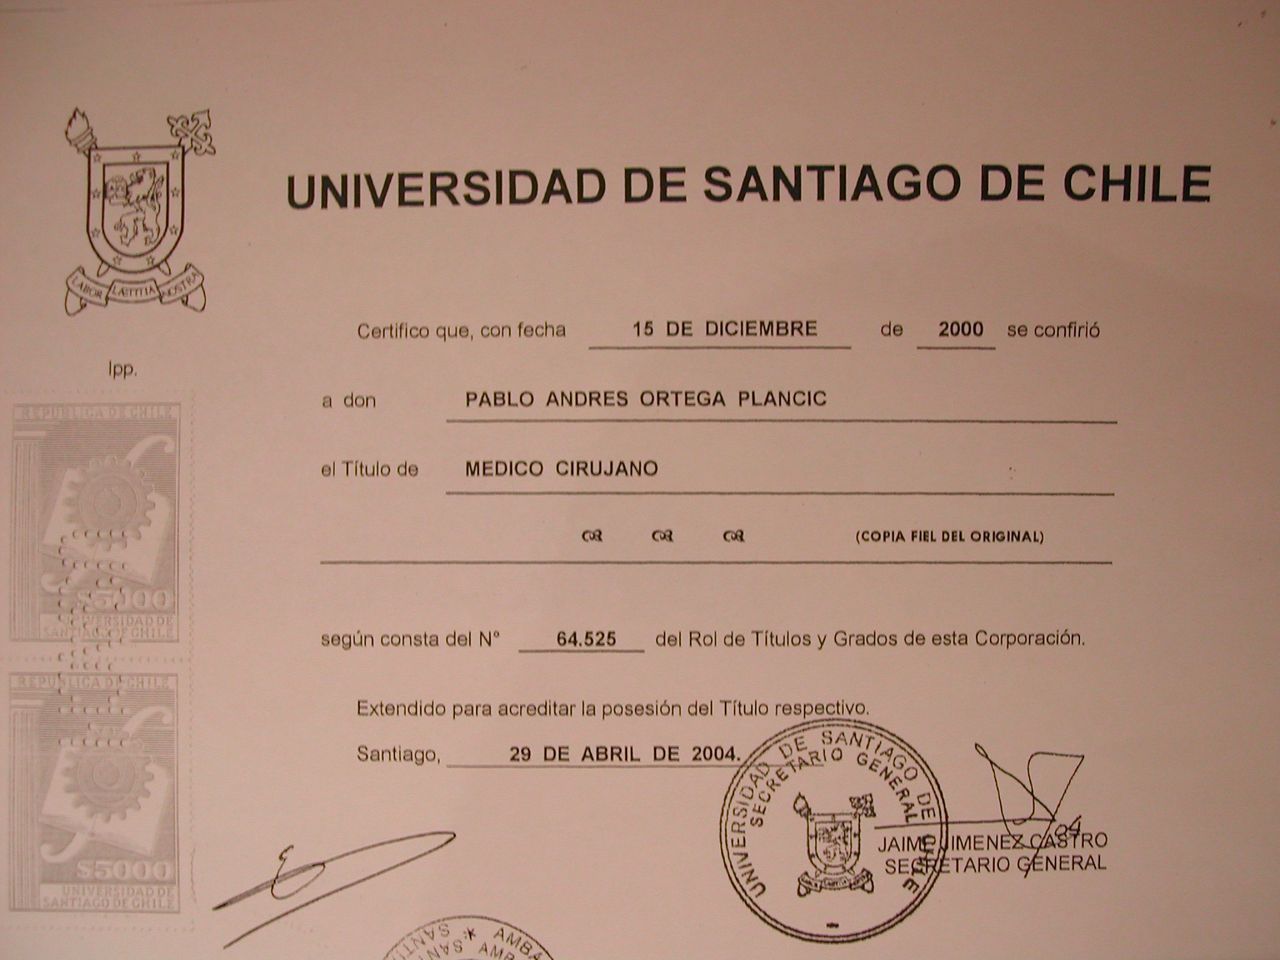 UNIVERSIDAD DE SANTIAGO DE CHILE
LABOR LÆTITIA NOSTRA
Certifico que, con fecha 15 DE DICIEMBRE de 2000 se confirió
Ipp.
a don PABLO ANDRES ORTEGA PLANCIC
el Título de MEDICO CIRUJANO
(COPIA FIEL DEL ORIGINAL)
según consta del Nº 64.525 del Rol de Títulos y Grados de esta Corporación.
Extendido para acreditar la posesión del Título respectivo.
Santiago, 29 DE ABRIL DE 2004.
REPUBLICA DE CHILE
$5000
UNIVERSIDAD DE
SANTIAGO DE CHILE
REPUBLICA DE CHILE
$5000
UNIVERSIDAD DE
SANTIAGO DE CHILE
UNIVERSIDAD DE SANTIAGO DE CHILE
SECRETARIO GENERAL
JAIME JIMENEZ CASTRO
SECRETARIO GENERAL